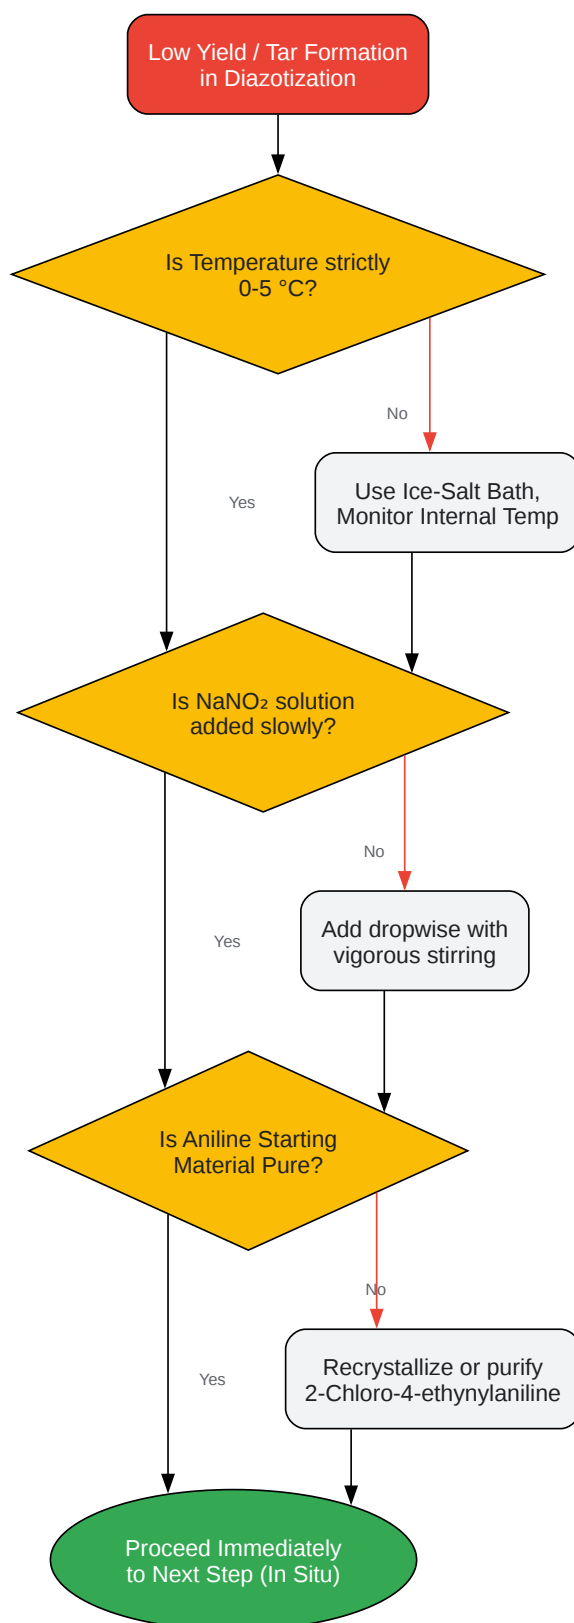 Low Yield / Tar Formation
in Diazotization
Is Temperature strictly
0-5 °C?
No
Use Ice-Salt Bath,
Monitor Internal Temp
Yes
Is NaNO₂ solution
added slowly?
No
Add dropwise with
vigorous stirring
Yes
Is Aniline Starting
Material Pure?
No
Recrystallize or purify
2-Chloro-4-ethynylaniline
Yes
Proceed Immediately
to Next Step (In Situ)